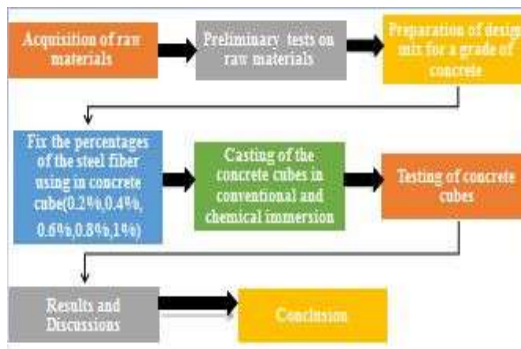 Acquisition of raw
materials
Preliminary tests on
raw materials
Preparation of design
mix for a grade of
concrete
Fix the percentages
of the steel fiber
using in concrete
cube(0.2%,0.4%,
0.6%,0.8%,1%)
Casting of the
concrete cubes in
conventional and
chemical immersion
Testing of concrete
cubes
Results and
Discussions
Conclusion